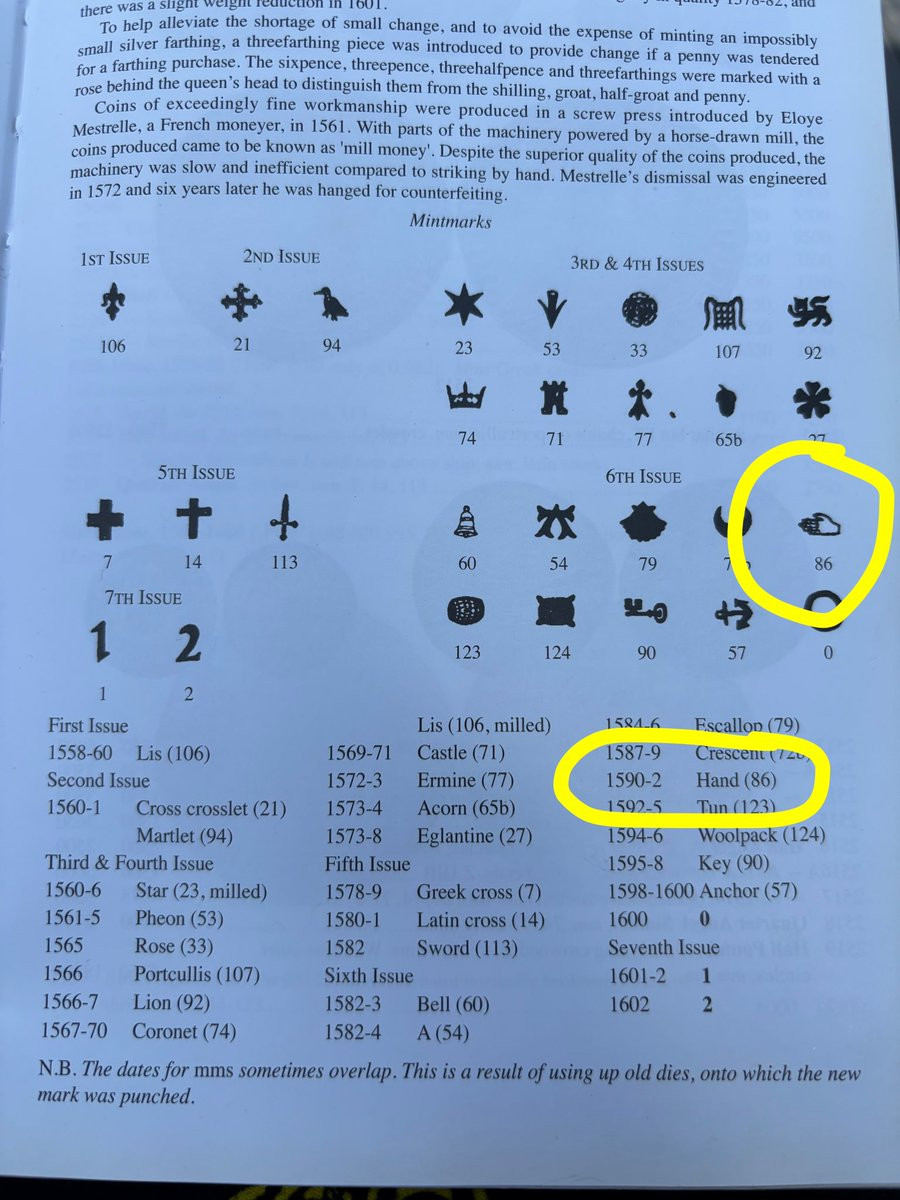 there was a slight weight reduction in 1601.
To help alleviate the shortage of small change, and to avoid the expense of minting an impossibly
small silver farthing, a threefarthing piece was introduced to provide change if a penny was tendered
for a farthing purchase. The sixpence, threepence, threehalfpence and threefarthings were marked with a
rose behind the queen's head to distinguish them from the shilling, groat, half-groat and penny.
Coins of exceedingly fine workmanship were produced in a screw press introduced by Eloye
Mestrelle, a French moneyer, in 1561. With parts of the machinery powered by a horse-drawn mill, the
coins produced came to be known as 'mill money'. Despite the superior quality of the coins produced, the
machinery was slow and inefficient compared to striking by hand. Mestrelle's dismissal was engineered
in 1572 and six years later he was hanged for counterfeiting.
Mintmarks
1ST ISSUE 2ND ISSUE 3RD & 4TH ISSUES
106 21 94 23 53 33 107 92
74 71 77 65b 27
5TH ISSUE 6TH ISSUE
7 14 113 60 54 79 86
7TH ISSUE
1 2
123 124 90 57 0
1 2
First Issue
1558-60 Lis (106)
Second Issue
1560-1 Cross crosslet (21)
Martlet (94)
Third & Fourth Issue
1560-6 Star (23, milled)
1561-5 Pheon (53)
1565 Rose (33)
1566 Portcullis (107)
1566-7 Lion (92)
1567-70 Coronet (74)
Lis (106, milled)
1569-71 Castle (71)
1572-3 Ermine (77)
1573-4 Acorn (65b)
1573-8 Eglantine (27)
Fifth Issue
1578-9 Greek cross (7)
1580-1 Latin cross (14)
1582 Sword (113)
Sixth Issue
1582-3 Bell (60)
1582-4 A (54)
1584-6 Escallop (79)
1587-9 Crescent
1590-2 Hand (86)
1592-5 Tun (123)
1594-6 Woolpack (124)
1595-8 Key (90)
1598-1600 Anchor (57)
1600 0
Seventh Issue
1601-2 1
1602 2
N.B. The dates for mms sometimes overlap. This is a result of using up old dies, onto which the new
mark was punched.